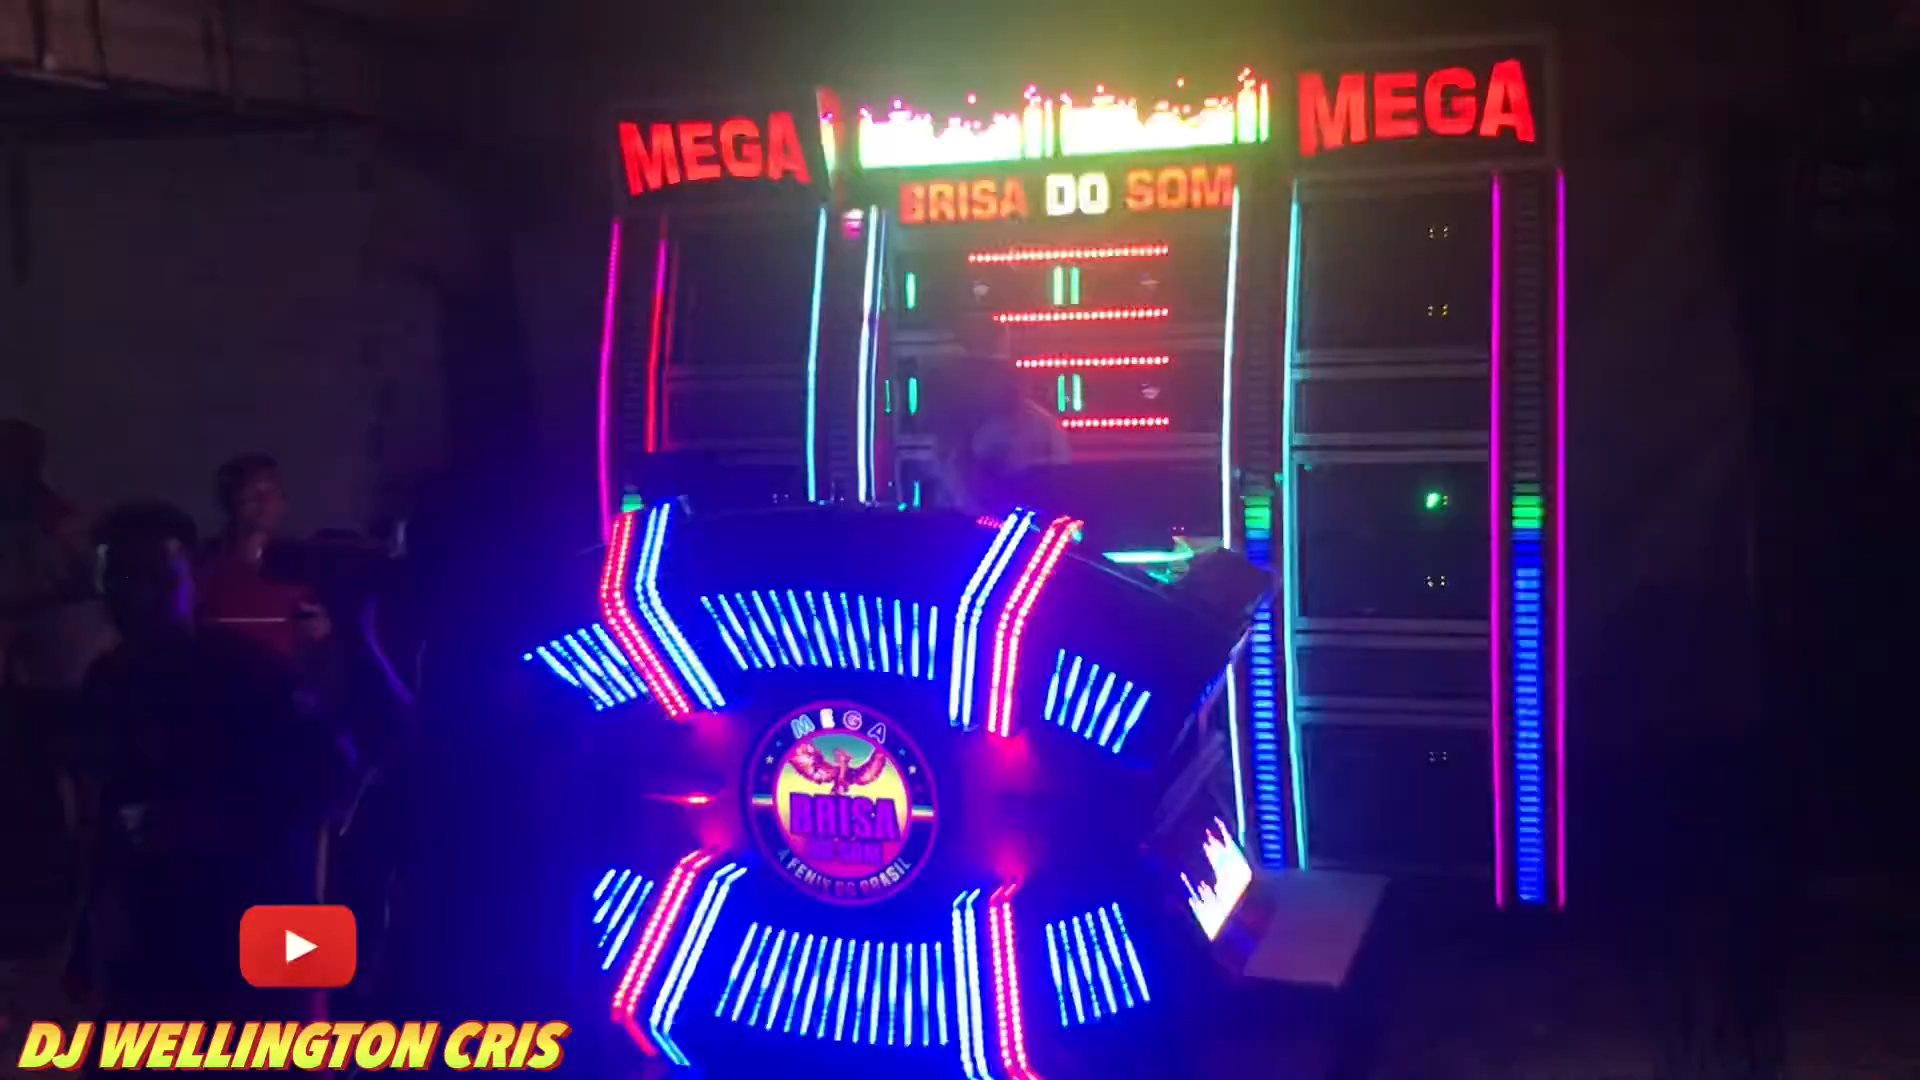 MEGA
MEGA
BRISA DO SOM
MEGA
BRISA
DO SOM
A FENIX DO BRASIL
DJ WELLINGTON CRIS